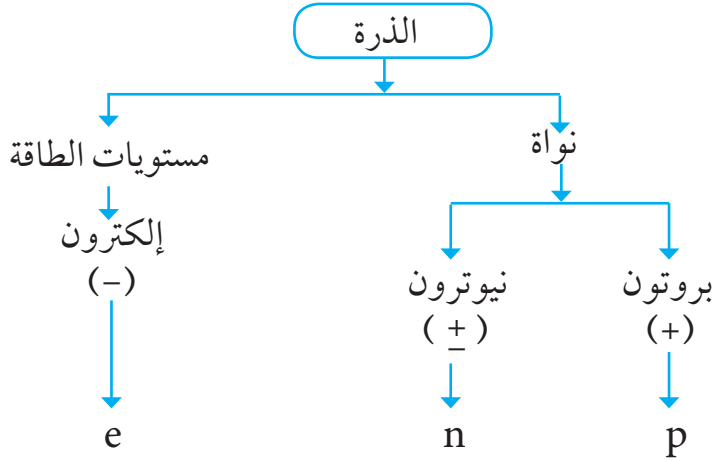 الذرة
نواة
مستويات الطاقة
بروتون
(+)
نيوترون
(±)
إلكترون
(–)
p
n
e